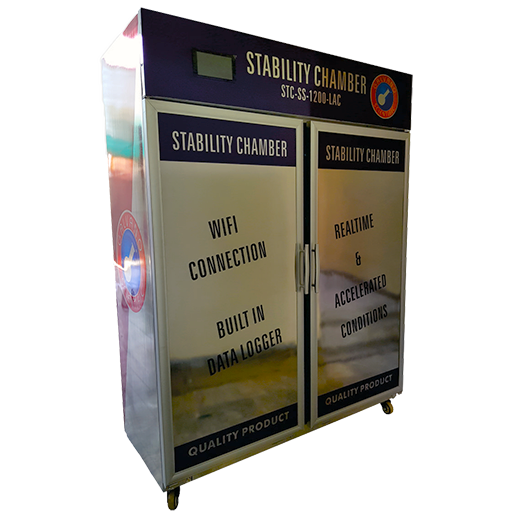 STABILITY CHAMBER
STC-SS-1200-LAC
STABILITY CHAMBER
WIFI
CONNECTION
BUILT IN
DATA LOGGER
QUALITY PRODUCT
STABILITY CHAMBER
REALTIME
&
ACCELERATED
CONDITIONS
QUALITY PRODUCT